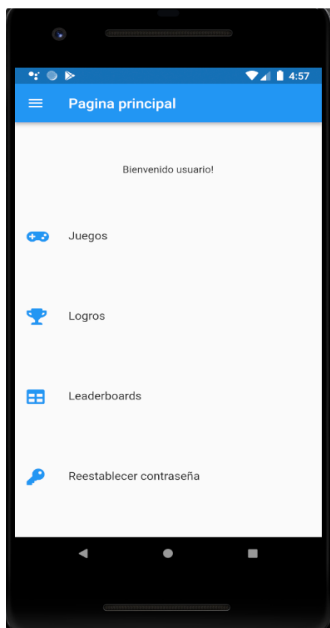 4:57
Pagina principal
Bienvenido usuario!
Juegos
Logros
Leaderboards
Reestablecer contraseña